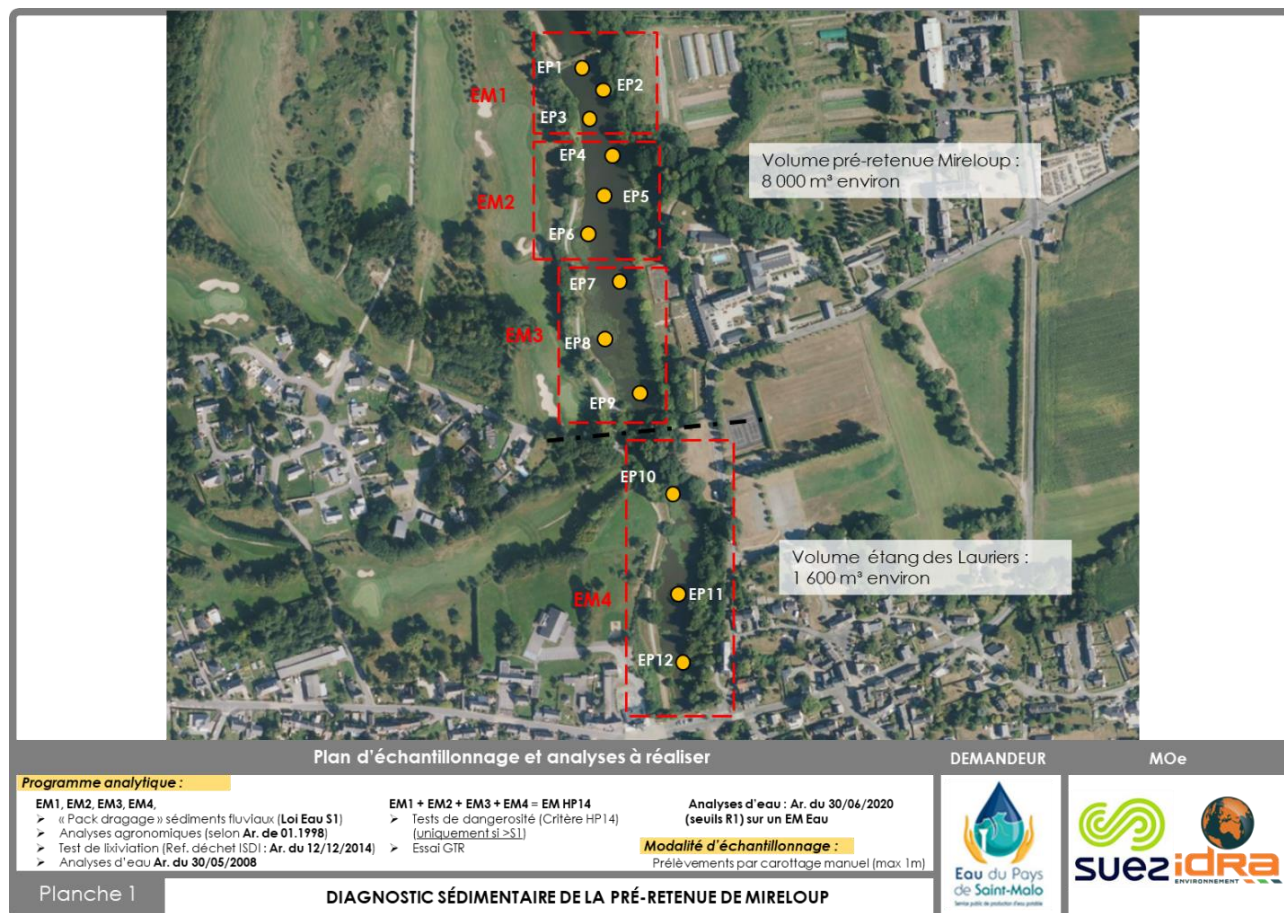 EP1
EP2
EM1
EP3
EP4
Volume pré-retenue Mireloup :
8 000 m³ environ
EM2
EP5
EP6
EP7
EM3
EP8
EP9
EP10
Volume étang des Lauriers :
1 600 m³ environ
EM4
EP11
EP12
Plan d'échantillonnage et analyses à réaliser
DEMANDEUR
MOe
Programme analytique :
EM1, EM2, EM3, EM4,
➢ « Pack dragage » sédiments fluviaux (Loi Eau S1)
➢ Analyses agronomiques (selon Ar. de 01.1998)
➢ Test de lixiviation (Ref. déchet ISDI : Ar. du 12/12/2014)
➢ Analyses d'eau Ar. du 30/05/2008
EM1 + EM2 + EM3 + EM4 = EM HP14
➢ Tests de dangerosité (Critère HP14)
(uniquement si >S1)
➢ Essai GTR
Analyses d'eau : Ar. du 30/06/2020
(seuils R1) sur un EM Eau
Modalité d'échantillonnage :
Prélèvements par carottage manuel (max 1m)
Eau du Pays
de Saint-Malo
Service public de production d'eau potable
suez
idra
ENVIRONNEMENT
Planche 1
DIAGNOSTIC SÉDIMENTAIRE DE LA PRÉ-RETENUE DE MIRELOUP